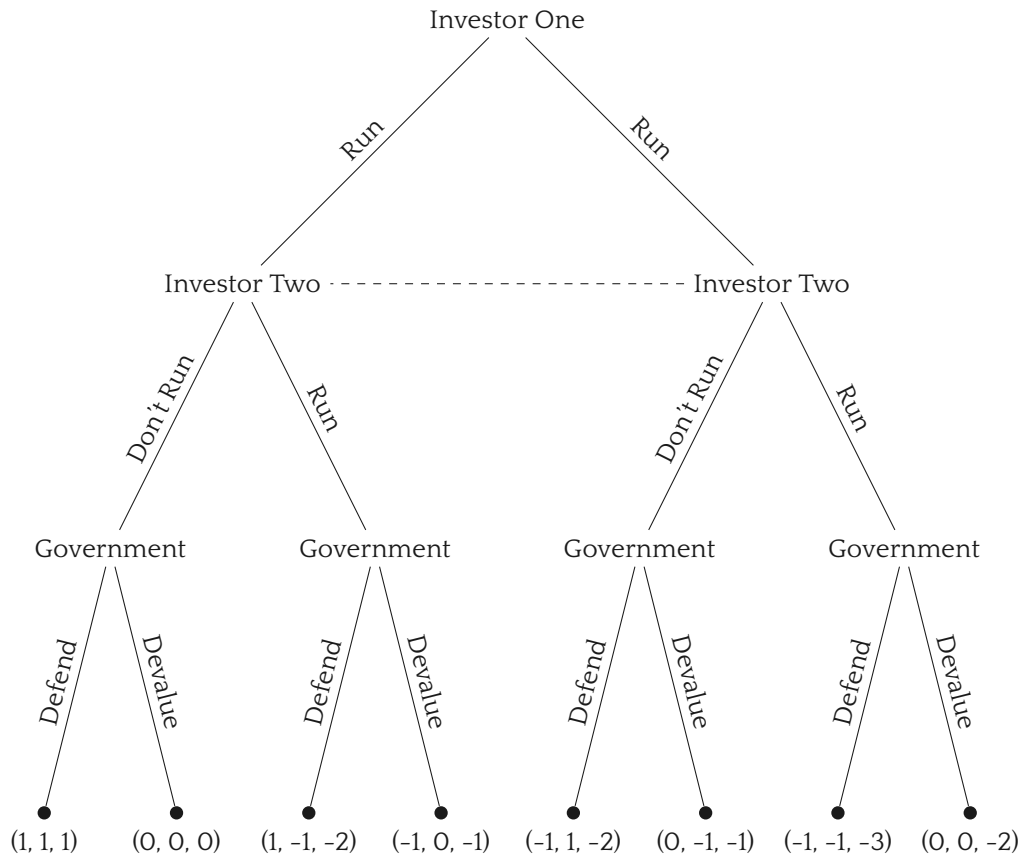 Investor One
Run Run
Investor Two Investor Two
Don't Run Run Don't Run Run
Government Government Government Government
Defend Devalue Defend Devalue Defend Devalue Defend Devalue
(1, 1, 1) (0, 0, 0) (1, -1, -2) (-1, 0, -1) (-1, 1, -2) (0, -1, -1) (-1, -1, -3) (0, 0, -2)